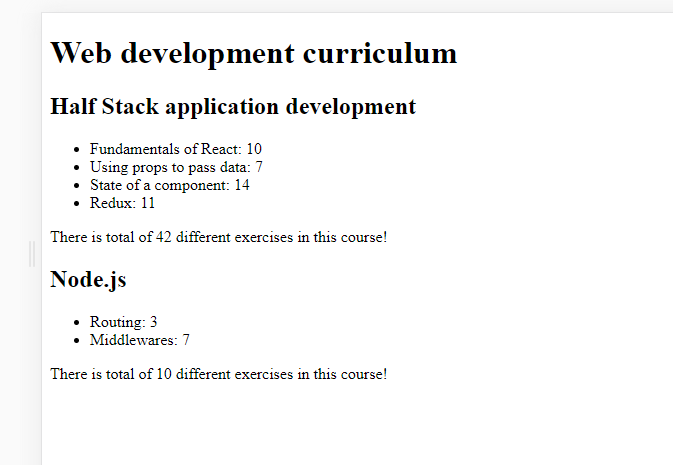 Web development curriculum
Half Stack application development
Fundamentals of React: 10
Using props to pass data: 7
State of a component: 14
Redux: 11
There is total of 42 different exercises in this course!
Node.js
Routing: 3
Middlewares: 7
There is total of 10 different exercises in this course!